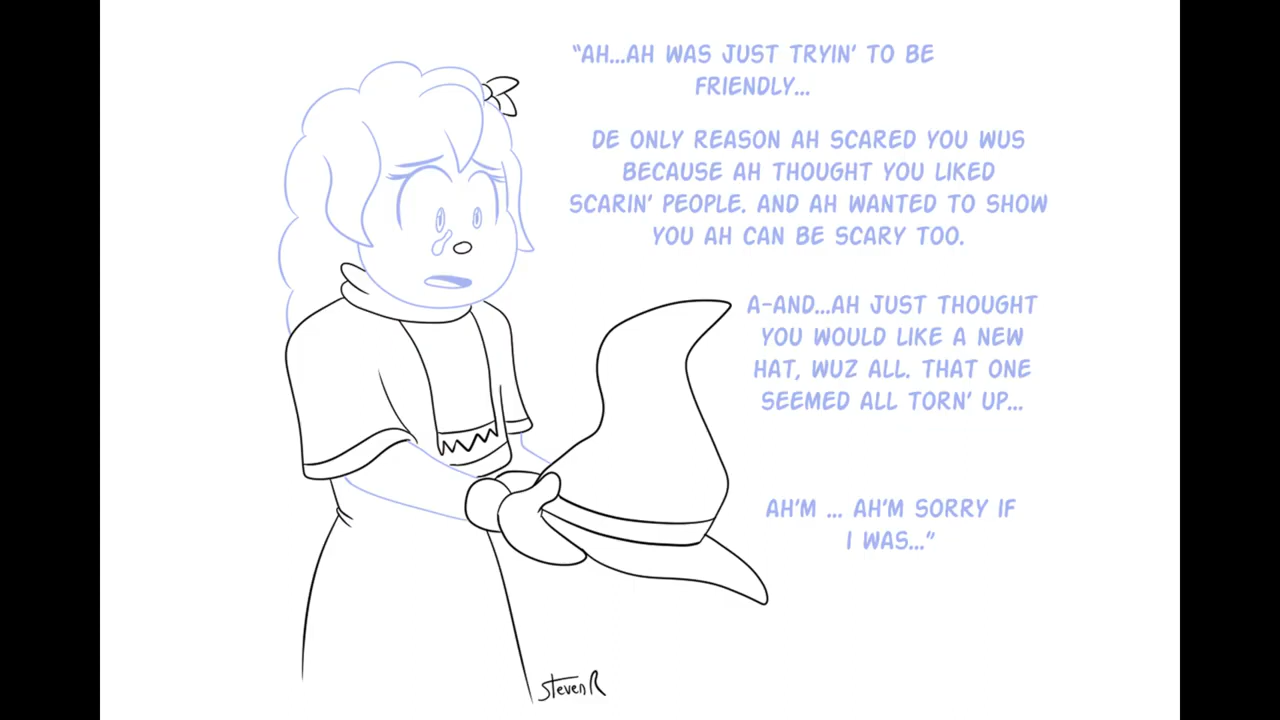 “AH...AH WAS JUST TRYIN’ TO BE
FRIENDLY...
DE ONLY REASON AH SCARED YOU WUS
BECAUSE AH THOUGHT YOU LIKED
SCARIN’ PEOPLE. AND AH WANTED TO SHOW
YOU AH CAN BE SCARY TOO.
A-AND...AH JUST THOUGHT
YOU WOULD LIKE A NEW
HAT, WUZ ALL. THAT ONE
SEEMED ALL TORN’ UP...
AH’M ... AH’M SORRY IF
I WAS...”
StevenR